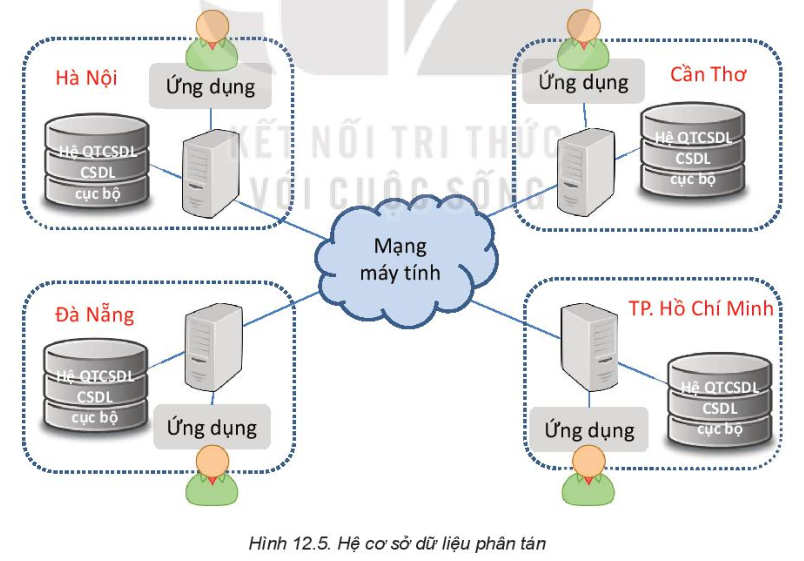 Hà Nội
Ứng dụng
Hệ QTCSDL
CSDL
cục bộ
Cần Thơ
Ứng dụng
Hệ QTCSDL
CSDL
cục bộ
KẾT NỐI TRI THỨC
VỚI CUỘC SỐNG
Mạng
máy tính
Đà Nẵng
Hệ QTCSDL
CSDL
cục bộ
Ứng dụng
TP. Hồ Chí Minh
Hệ QTCSDL
CSDL
cục bộ
Ứng dụng
Hình 12.5. Hệ cơ sở dữ liệu phân tán